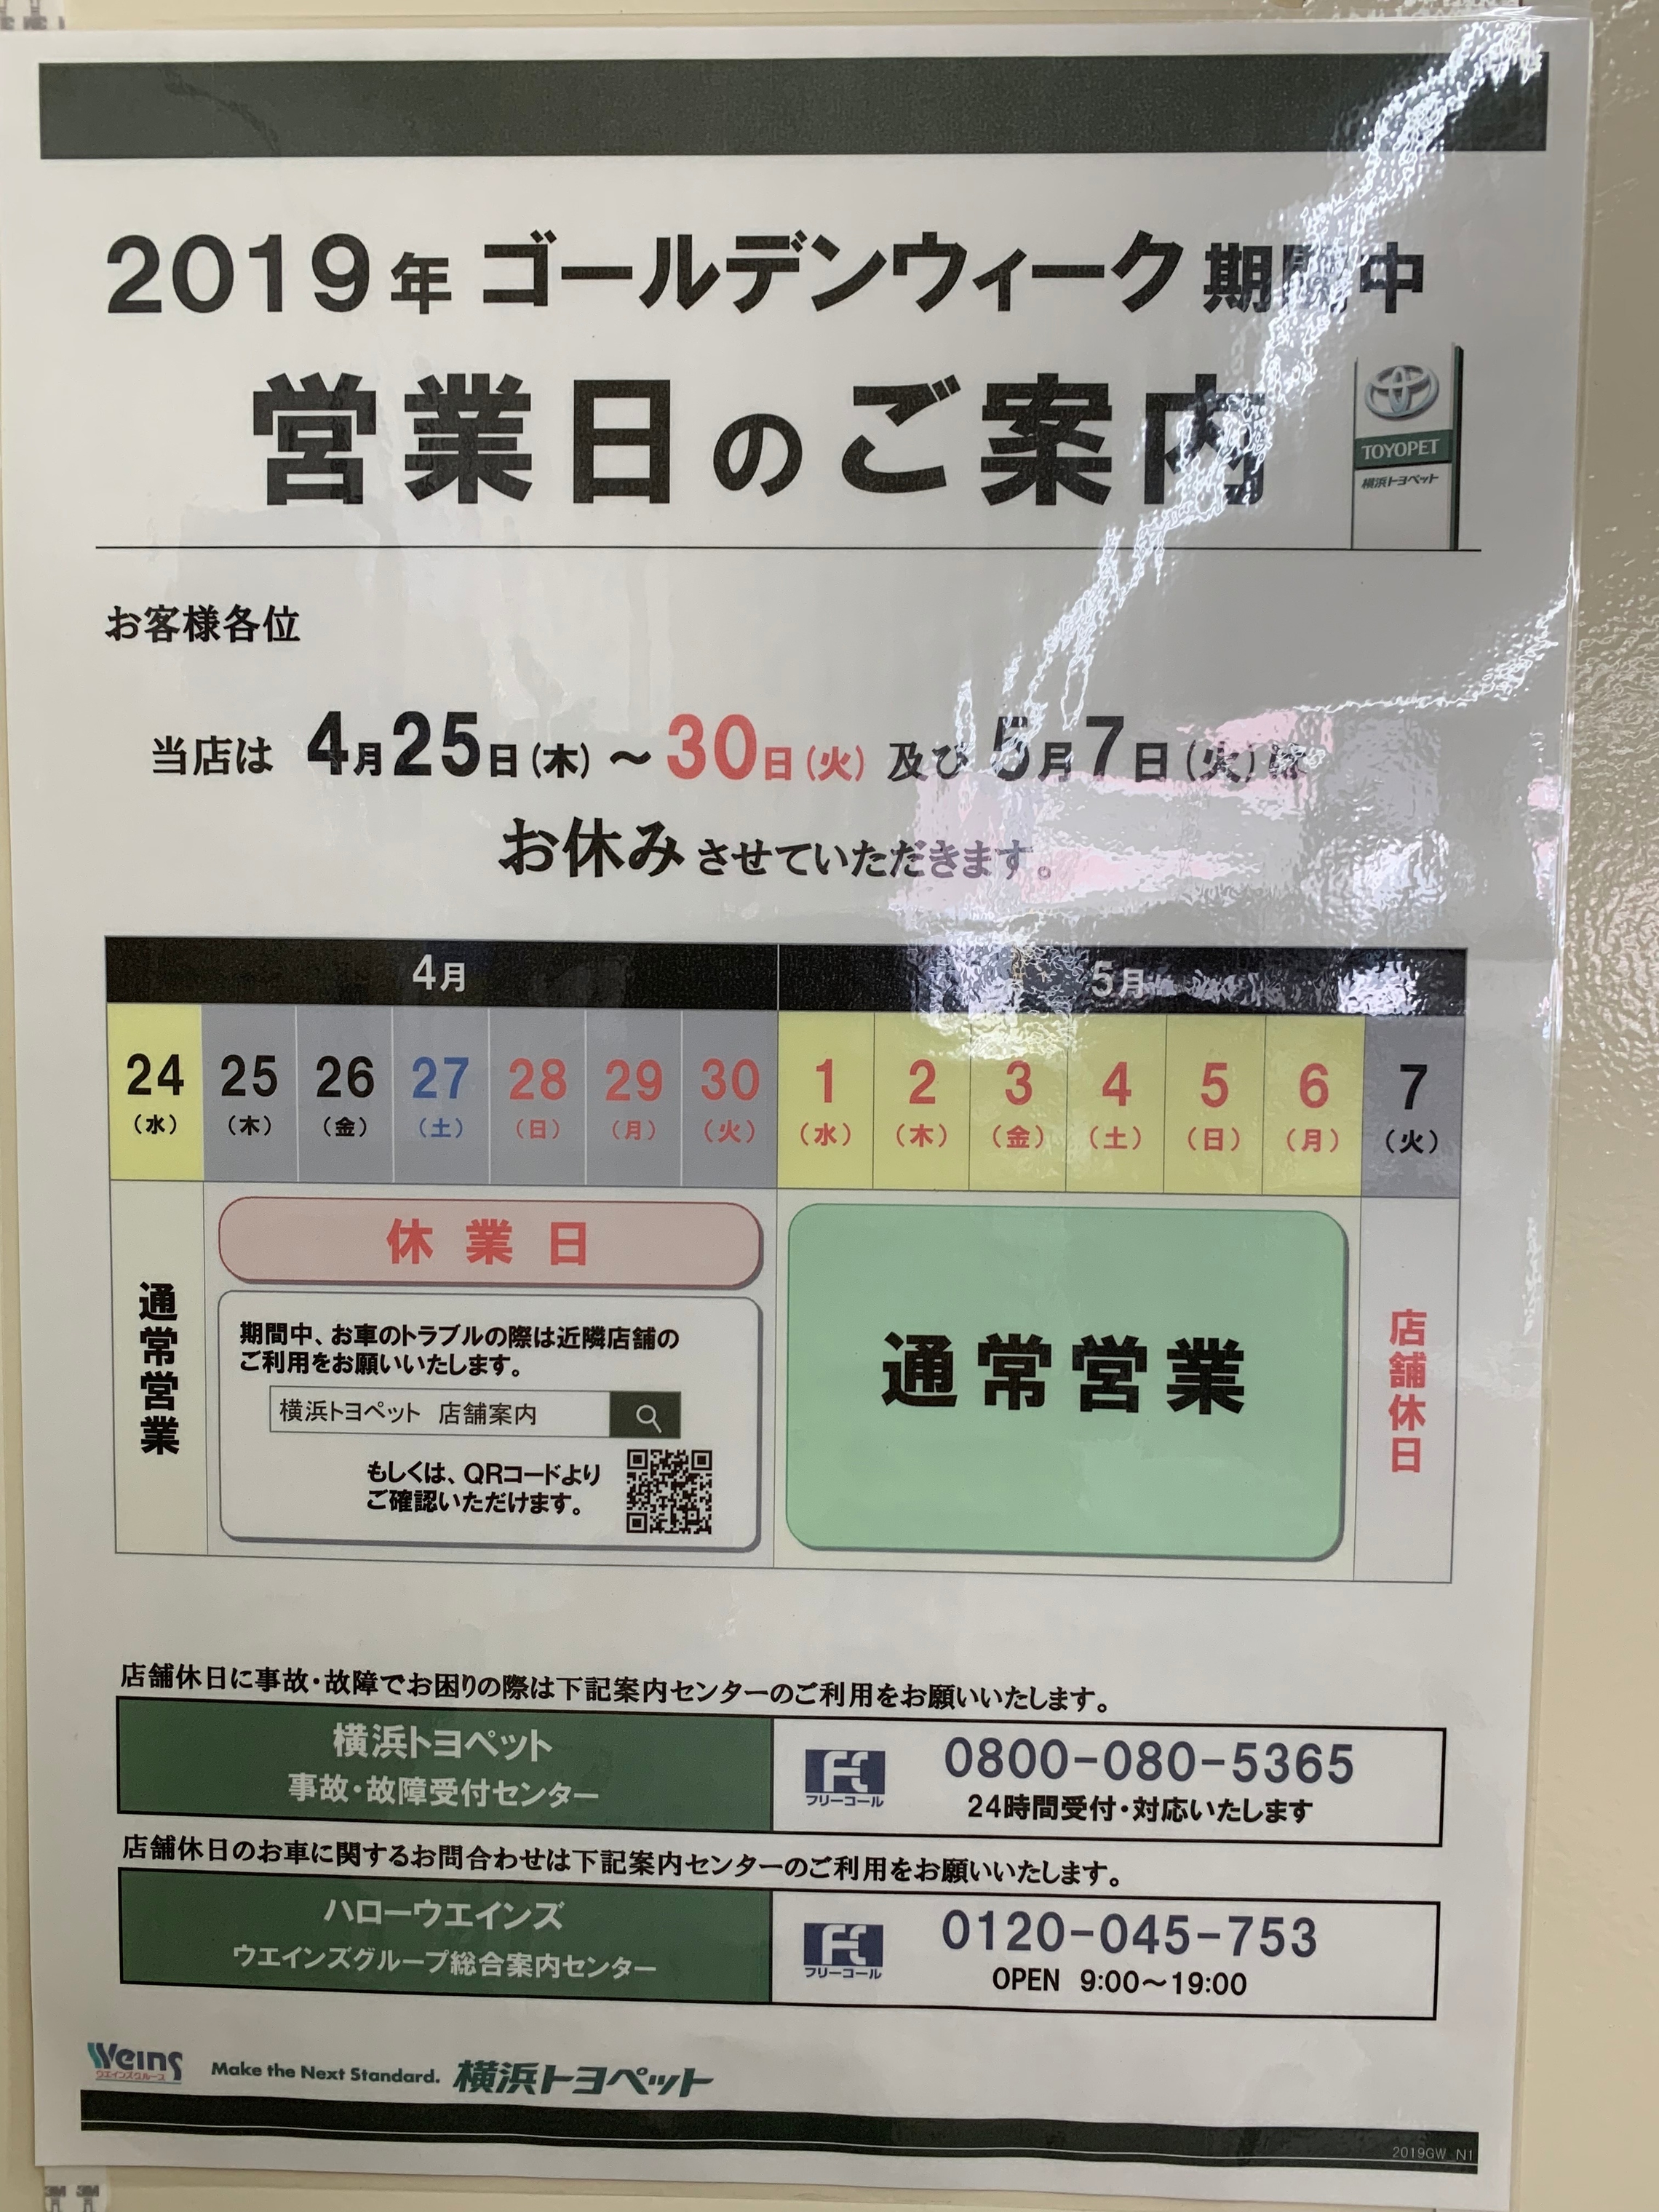 2019年 ゴールデンウィーク 期間中
営業日のご案内
TOYOPET
横浜トヨペット
お客様各位
当店は 4月25日(木)～30日(火) 及び 5月7日(火)は
お休みさせていただきます。
4月 5月
24 25 26 27 28 29 30 1 2 3 4 5 6 7
(水) (木) (金) (土) (日) (月) (火) (水) (木) (金) (土) (日) (月) (火)
通常営業
休業日
期間中、お車のトラブルの際は近隣店舗の
ご利用をお願いいたします。
横浜トヨペット 店舗案内
もしくは、QRコードより
ご確認いただけます。
通常営業
店舗休日
店舗休日に事故・故障でお困りの際は下記案内センターのご利用をお願いいたします。
横浜トヨペット
事故・故障受付センター
フリーコール
0800-080-5365
24時間受付・対応いたします
店舗休日のお車に関するお問合わせは下記案内センターのご利用をお願いいたします。
ハローウエインズ
ウエインズグループ総合案内センター
フリーコール
0120-045-753
OPEN 9:00～19:00
Weins
ウエインズグループ
Make the Next Standard. 横浜トヨペット
2019GW N1
3M 3M